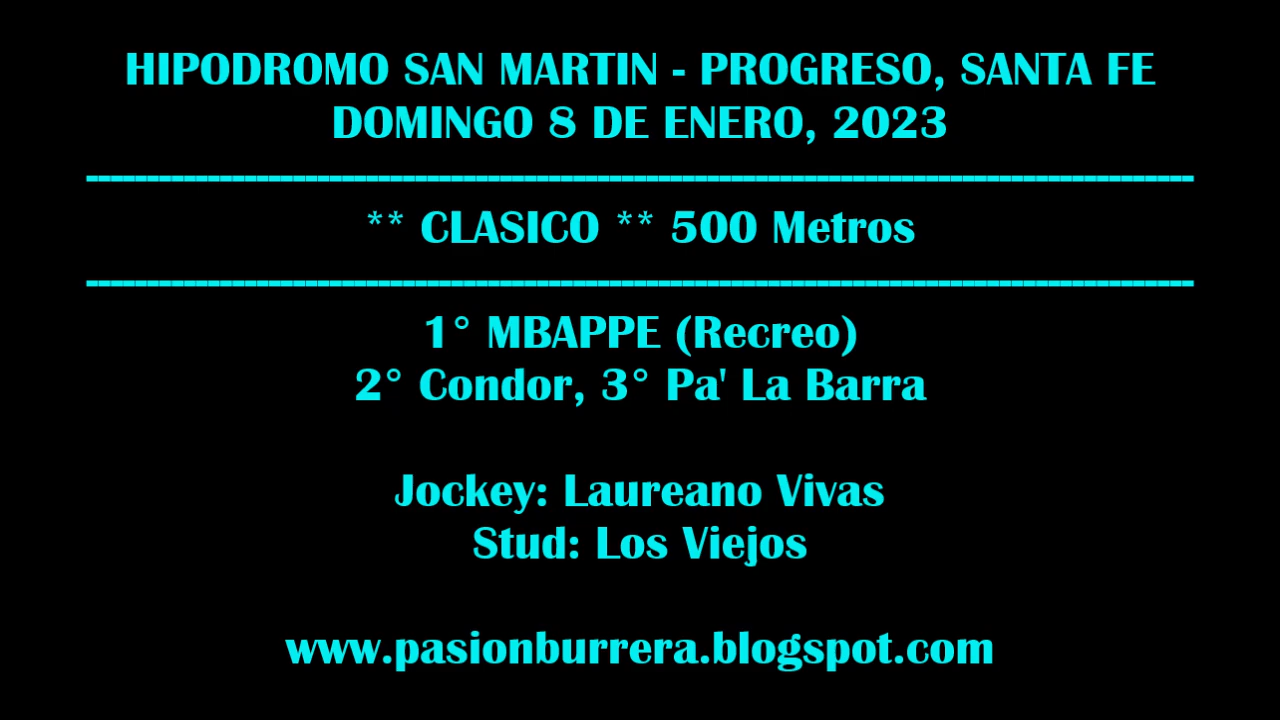 HIPODROMO SAN MARTIN - PROGRESO, SANTA FE
DOMINGO 8 DE ENERO, 2023
---------------------------------------------------------------------------------------------
** CLASICO ** 500 Metros
---------------------------------------------------------------------------------------------
1° MBAPPE (Recreo)
2° Condor, 3° Pa' La Barra
Jockey: Laureano Vivas
Stud: Los Viejos
www.pasionburrera.blogspot.com